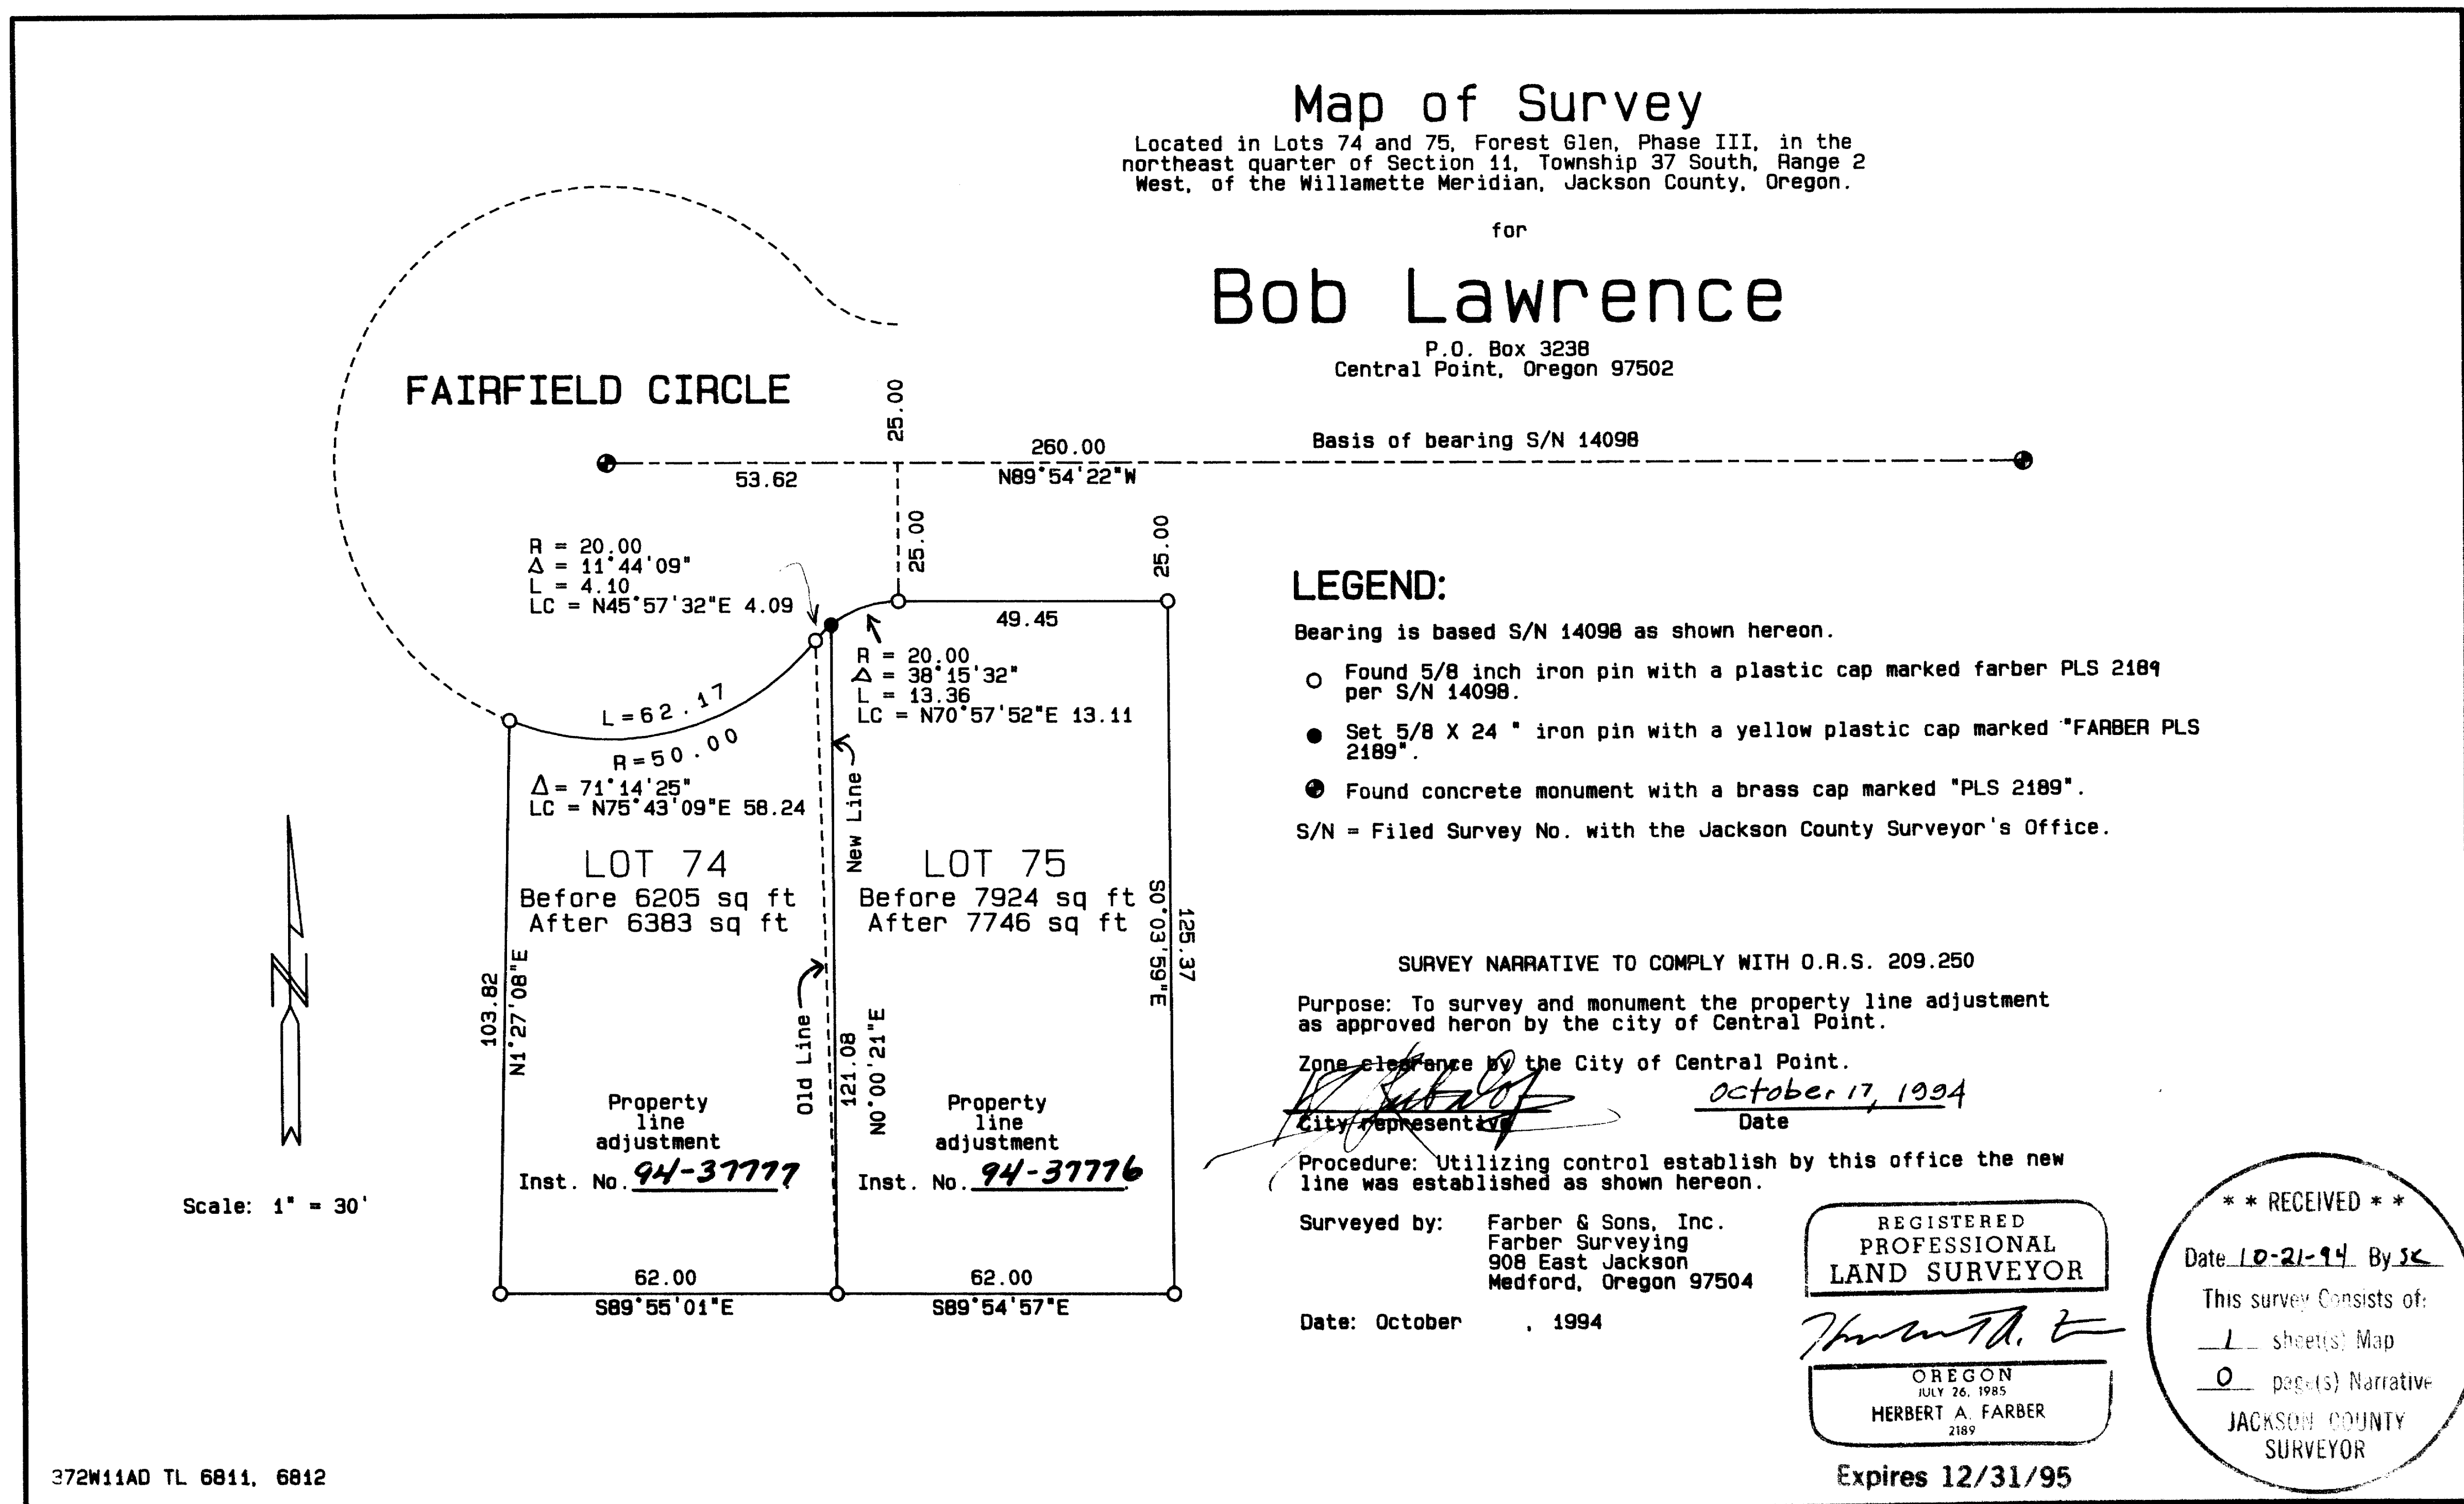 Map of Survey
Located in Lots 74 and 75, Forest Glen, Phase III, in the
northeast quarter of Section 11, Township 37 South, Range 2
West, of the Willamette Meridian, Jackson County, Oregon.
for
Bob Lawrence
P.O. Box 3238
Central Point, Oregon 97502
FAIRFIELD CIRCLE
25.00
260.00
Basis of bearing S/N 14098
53.62
N89°54'22"W
25.00
25.00
R = 20.00
Δ = 11°44'09"
L = 4.10
LC = N45°57'32"E 4.09
49.45
R = 20.00
Δ = 38°15'32"
L = 13.36
LC = N70°57'52"E 13.11
L=62.17
R=50.00
Δ = 71°14'25"
LC = N75°43'09"E 58.24
New Line
LOT 74
Before 6205 sq ft
After 6383 sq ft
LOT 75
Before 7924 sq ft
After 7746 sq ft
S0°03'59"E
125.37
103.82
N1°27'08"E
Old Line
121.08
N0°00'21"E
Property
line
adjustment
Inst. No. 94-37777
Property
line
adjustment
Inst. No. 94-37776
Scale: 1" = 30'
62.00
S89°55'01"E
62.00
S89°54'57"E
372W11AD TL 6811, 6812
LEGEND:
Bearing is based S/N 14098 as shown hereon.
Found 5/8 inch iron pin with a plastic cap marked farber PLS 2189
per S/N 14098.
Set 5/8 X 24 " iron pin with a yellow plastic cap marked "FARBER PLS
2189".
Found concrete monument with a brass cap marked "PLS 2189".
S/N = Filed Survey No. with the Jackson County Surveyor's Office.
SURVEY NARRATIVE TO COMPLY WITH O.R.S. 209.250
Purpose: To survey and monument the property line adjustment
as approved heron by the city of Central Point.
Zone clearance by the City of Central Point.
October 17, 1994
City representive
Date
Procedure: Utilizing control establish by this office the new
line was established as shown hereon.
Surveyed by: Farber & Sons, Inc.
Farber Surveying
908 East Jackson
Medford, Oregon 97504
Date: October , 1994
REGISTERED
PROFESSIONAL
LAND SURVEYOR
OREGON
JULY 26, 1985
HERBERT A. FARBER
2189
Expires 12/31/95
* * RECEIVED * *
Date 10-21-94 By SK
This survey Consists of:
1 sheet(s) Map
0 page(s) Narrative
JACKSON COUNTY
SURVEYOR